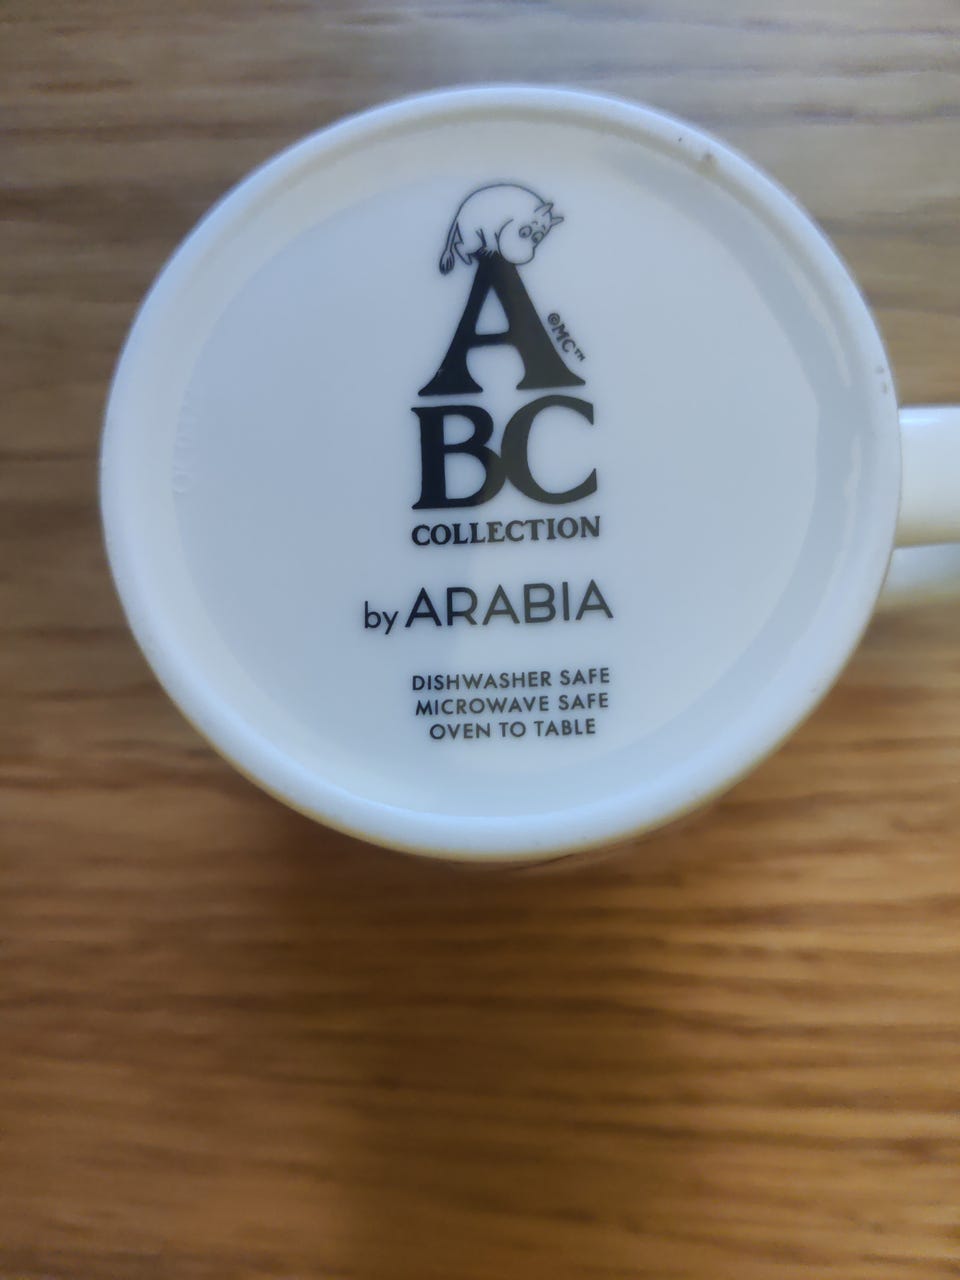 A
©MC™
BC
COLLECTION
by ARABIA
DISHWASHER SAFE
MICROWAVE SAFE
OVEN TO TABLE